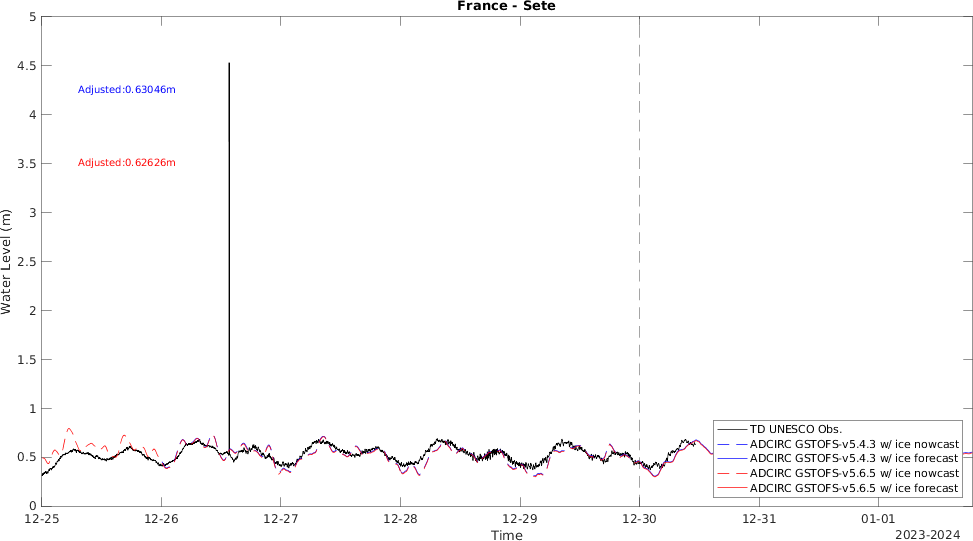 France - Sete
5
4.5
4
3.5
3
2.5
2
1.5
1
0.5
0
Water Level (m)
Adjusted:0.63046m
Adjusted:0.62626m
TD UNESCO Obs.
ADCIRC GSTOFS-v5.4.3 w/ ice nowcast
ADCIRC GSTOFS-v5.4.3 w/ ice forecast
ADCIRC GSTOFS-v5.6.5 w/ ice nowcast
ADCIRC GSTOFS-v5.6.5 w/ ice forecast
12-25 12-26 12-27 12-28 12-29 12-30 12-31 01-01
Time
2023-2024